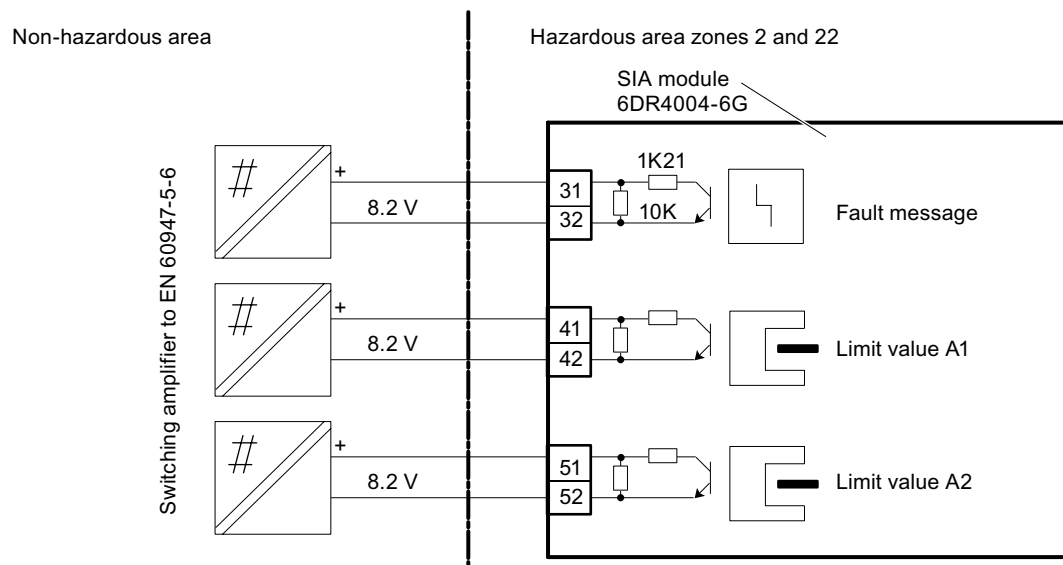 Non-hazardous area
Hazardous area zones 2 and 22
SIA module
6DR4004-6G
Switching amplifier to EN 60947-5-6
#
+
8.2 V
31
32
1K21
10K
Fault message
#
+
8.2 V
41
42
Limit value A1
#
+
8.2 V
51
52
Limit value A2